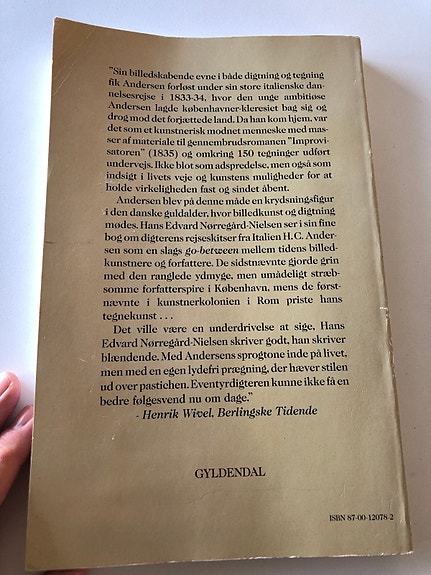 "Sin billedskabende evne i både digtning og tegning
fik Andersen forløst under sin store italienske dan-
nelsesrejse i 1833-34, hvor den unge ambitiøse
Andersen lagde københavner-kleresiet bag sig og
drog mod det forjættede land. Da han kom hjem, var
det som et kunstnerisk modnet menneske med mas-
ser af materiale til gennembrudsromanen "Improvi-
satoren" (1835) og omkring 150 tegninger udført
undervejs. Ikke blot som adspredelse, men også som
indsigt i livets veje og kunstens muligheder for at
holde virkeligheden fast og sindet åbent.
Andersen blev på denne måde en krydsningsfigur
i den danske guldalder, hvor billedkunst og digtning
mødes. Hans Edvard Nørregård-Nielsen ser i sin fine
bog om digterens rejseskitser fra Italien H.C. Ander-
sen som en slags go-between mellem tidens billed-
kunstnere og forfattere. De sidstnævnte gjorde grin
med den ranglede ydmyge, men umådeligt stræb-
somme forfatterspire i København, mens de først-
nævnte i kunstnerkolonien i Rom priste hans
tegnekunst . . .
Det ville være en underdrivelse at sige, Hans
Edvard Nørregård-Nielsen skriver godt, han skriver
blændende. Med Andersens sprogtone inde på livet,
men med en egen lydefri prægning, der hæver stilen
ud over pastichen. Eventyrdigteren kunne ikke få en
bedre følgesvend nu om dage."
- Henrik Wivel, Berlingske Tidende
GYLDENDAL
ISBN 87-00-12078-2